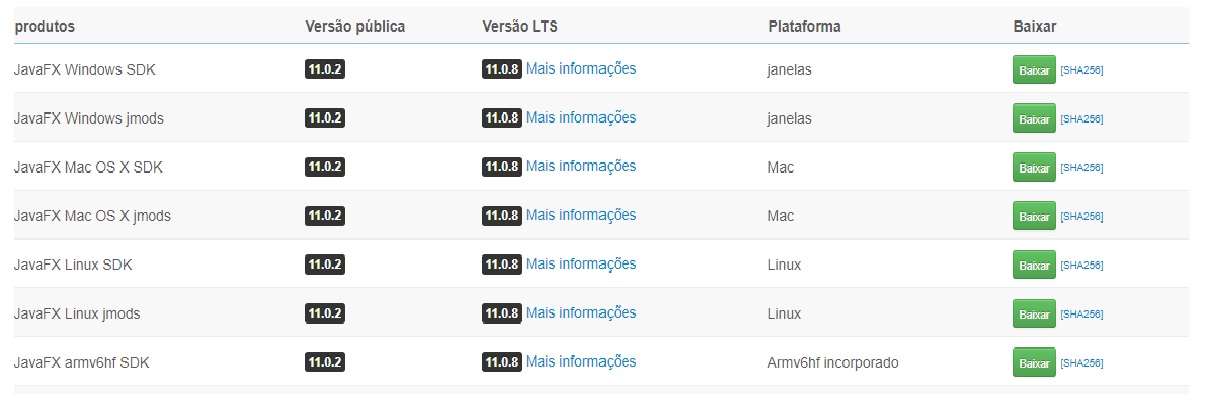 produtos Versão pública Versão LTS Plataforma Baixar
JavaFX Windows SDK 11.0.2 11.0.8 Mais informações janelas Baixar [SHA256]
JavaFX Windows jmods 11.0.2 11.0.8 Mais informações janelas Baixar [SHA256]
JavaFX Mac OS X SDK 11.0.2 11.0.8 Mais informações Mac Baixar [SHA256]
JavaFX Mac OS X jmods 11.0.2 11.0.8 Mais informações Mac Baixar [SHA256]
JavaFX Linux SDK 11.0.2 11.0.8 Mais informações Linux Baixar [SHA256]
JavaFX Linux jmods 11.0.2 11.0.8 Mais informações Linux Baixar [SHA256]
JavaFX armv6hf SDK 11.0.2 11.0.8 Mais informações Armv6hf incorporado Baixar [SHA256]